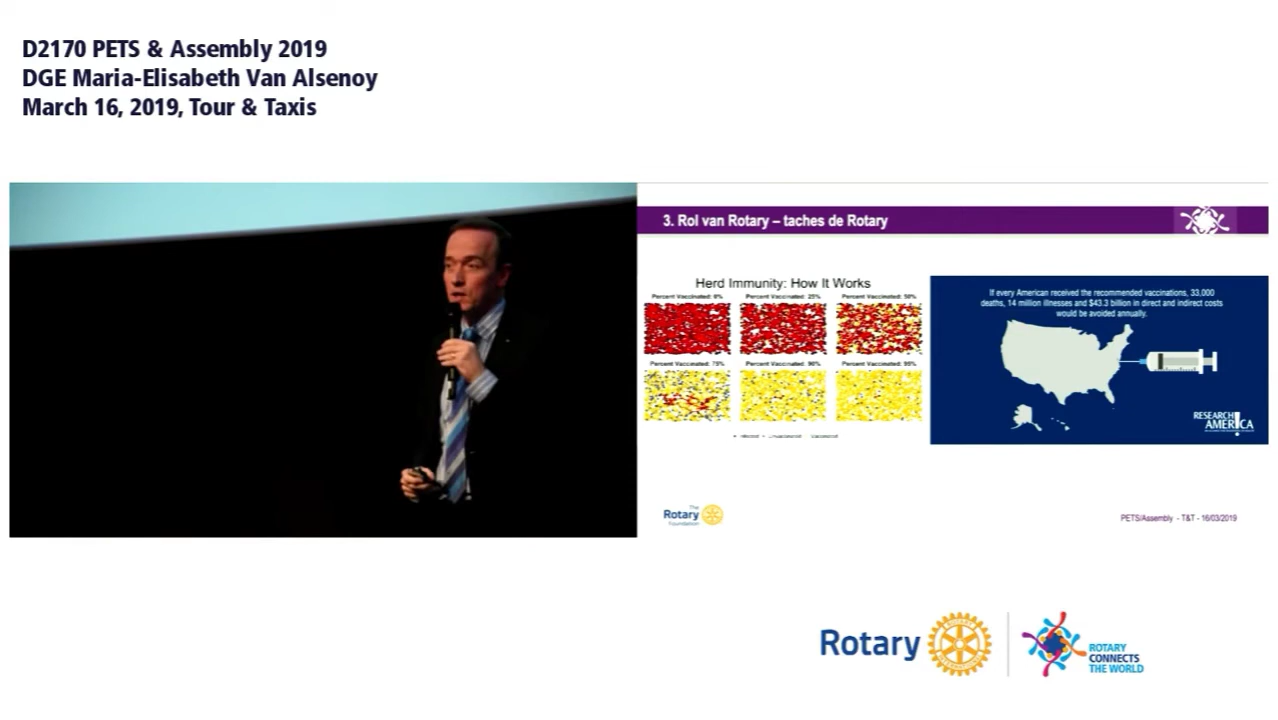 D2170 PETS & Assembly 2019
DGE Maria-Elisabeth Van Alsenoy
March 16, 2019, Tour & Taxis
3. Rol van Rotary – taches de Rotary
Herd Immunity: How It Works
Percent Vaccinated: 0% Percent Vaccinated: 25% Percent Vaccinated: 50%
Percent Vaccinated: 75% Percent Vaccinated: 90% Percent Vaccinated: 95%
If every American received the recommended vaccinations, 33,000
deaths, 14 million illnesses and $43.3 billion in direct and indirect costs
would be avoided annually.
RESEARCH
AMER!CA
The
Rotary
Foundation
PETS/Assembly - T&T - 16/03/2019
Rotary
ROTARY
CONNECTS
THE WORLD